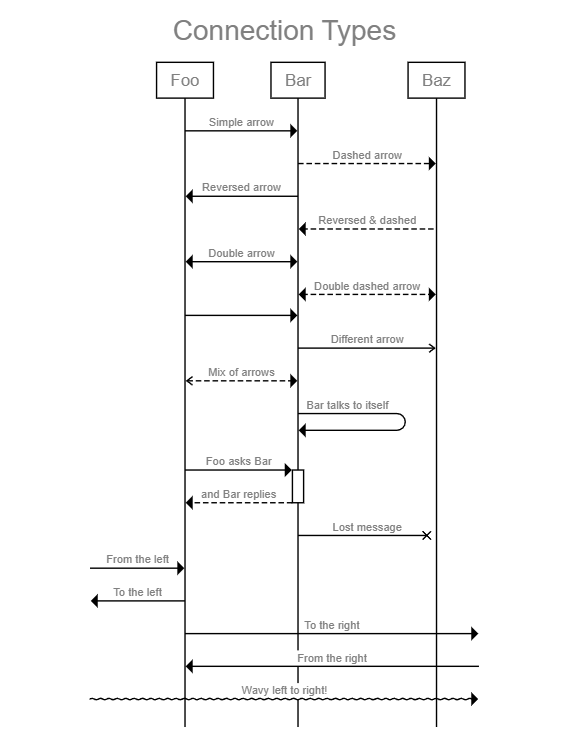 Connection Types
Foo
Bar
Baz
Simple arrow
Dashed arrow
Reversed arrow
Reversed & dashed
Double arrow
Double dashed arrow
Different arrow
Mix of arrows
Bar talks to itself
Foo asks Bar
and Bar replies
Lost message
From the left
To the left
To the right
From the right
Wavy left to right!